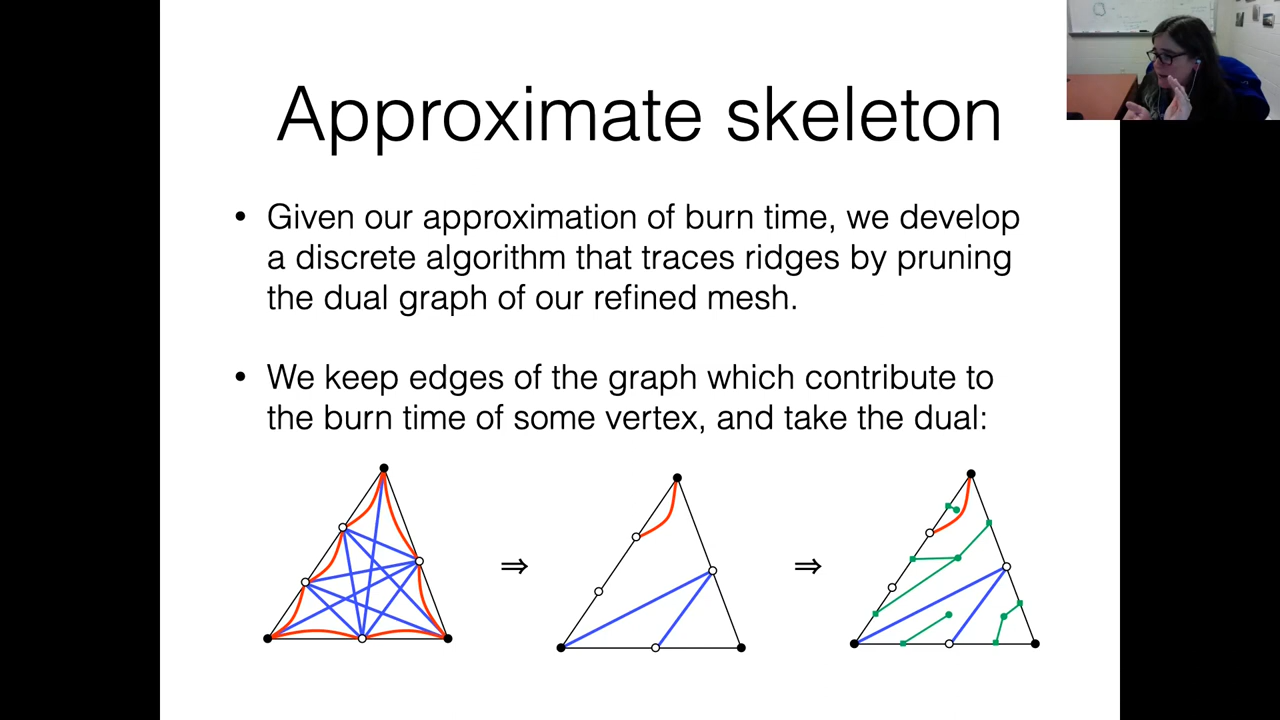 Approximate skeleton
• Given our approximation of burn time, we develop
a discrete algorithm that traces ridges by pruning
the dual graph of our refined mesh.
• We keep edges of the graph which contribute to
the burn time of some vertex, and take the dual:
⇒ ⇒